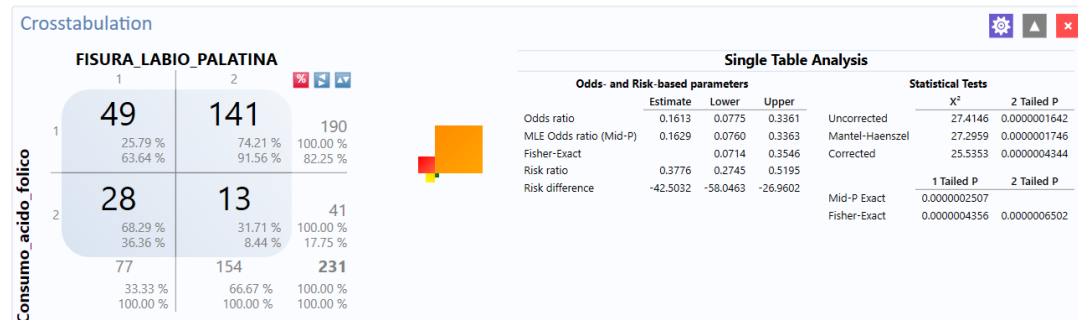 Crosstabulation
FISURA_LABIO_PALATINA
1 2 %
Consumo_acido_folico
1 49 141 190
25.79 % 74.21 % 100.00 %
63.64 % 91.56 % 82.25 %
2 28 13 41
68.29 % 31.71 % 100.00 %
36.36 % 8.44 % 17.75 %
77 154 231
33.33 % 66.67 % 100.00 %
100.00 % 100.00 % 100.00 %
Single Table Analysis
Odds- and Risk-based parameters
Estimate Lower Upper
Odds ratio 0.1613 0.0775 0.3361
MLE Odds ratio (Mid-P) 0.1629 0.0760 0.3363
Fisher-Exact 0.0714 0.3546
Risk ratio 0.3776 0.2745 0.5195
Risk difference -42.5032 -58.0463 -26.9602
Statistical Tests
X² 2 Tailed P
Uncorrected 27.4146 0.0000001642
Mantel-Haenszel 27.2959 0.0000001746
Corrected 25.5353 0.0000004344
1 Tailed P 2 Tailed P
Mid-P Exact 0.0000002507
Fisher-Exact 0.0000004356 0.0000006502